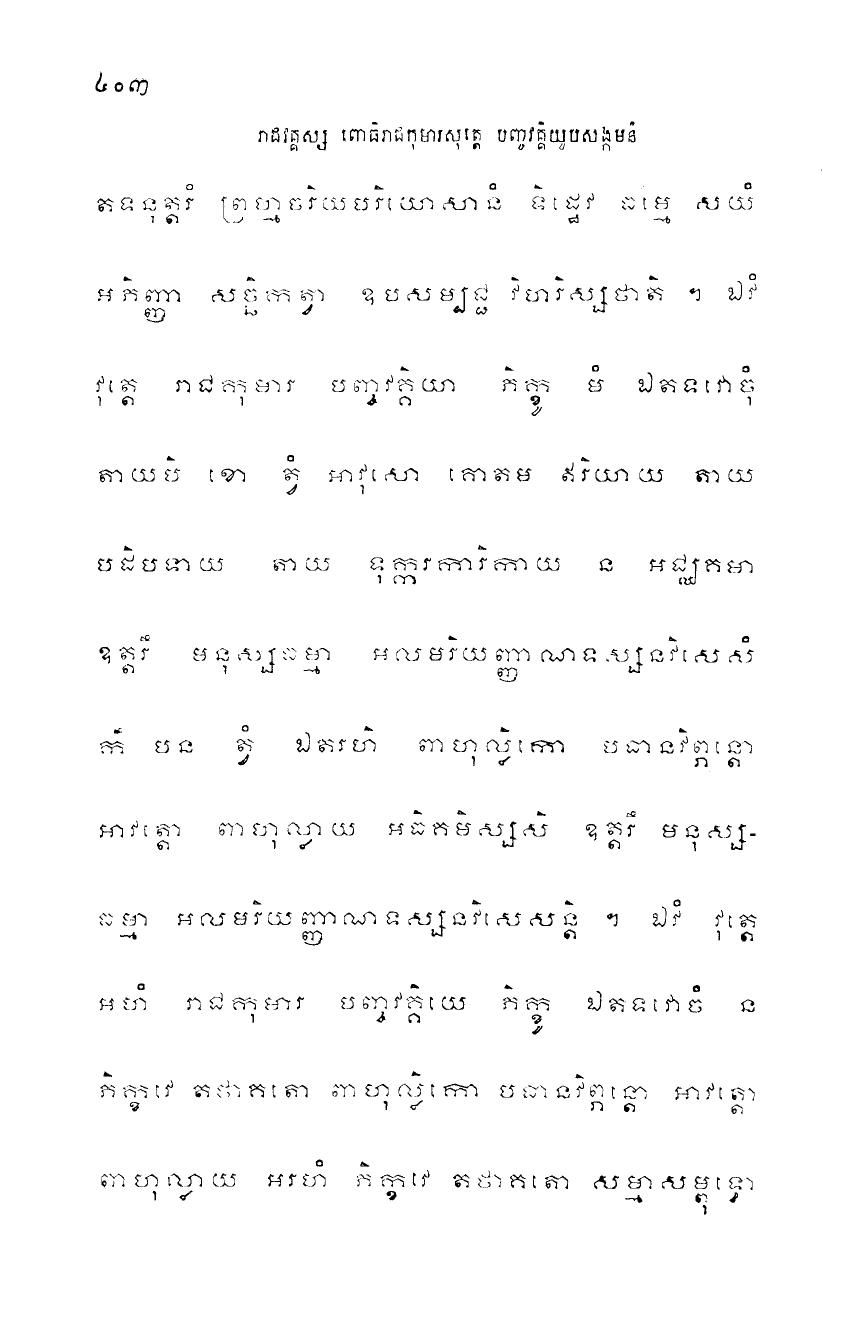 ៤០៣
រាជវគ្គស្ស ពោធិរាជកុមារសុត្តេ បញ្ចវគ្គិយូបសង្កមនំ
តទនុត្តរំ ព្រហ្មចរិយបរិយោសានំ ទិដ្ឋេវ ធម្មេ សយំ
អភិញ្ញា សច្ឆិកត្វា ឧបសម្បជ្ជ វិហរិស្សថាតិ ។ ឯវំ
វុត្តេ រាជកុមារ បញ្ចវគ្គិយា ភិក្ខូ មំ ឯតទវោចុំ
តាយបិ ខោ ត្វំ អាវុសោ គោតម ឥរិយាយ តាយ
បដិបទាយ តាយ ទុក្ករការិកាយ ន អជ្ឈគមា
ឧត្តរឹ មនុស្សធម្មា អលមរិយញ្ញាណទស្សនវិសេសំ
កឹ បន ត្វំ ឯតរហិ ពាហុល្លិកោ បធានវិព្ភន្តោ
អាវត្តោ ពាហុល្លាយ អធិគមិស្សសិ ឧត្តរឹ មនុស្ស-
ធម្មា អលមរិយញ្ញាណទស្សនវិសេសន្តិ ។ ឯវំ វុត្តេ
អហំ រាជកុមារ បញ្ចវគ្គិយេ ភិក្ខូ ឯតទវោចំ ន
ភិក្ខវេ តថាគតោ ពាហុល្លិកោ បធានវិព្ភន្តោ អាវត្តោ
ពាហុល្លាយ អរហំ ភិក្ខវេ តថាគតោ សម្មាសម្ពុទ្ធោ